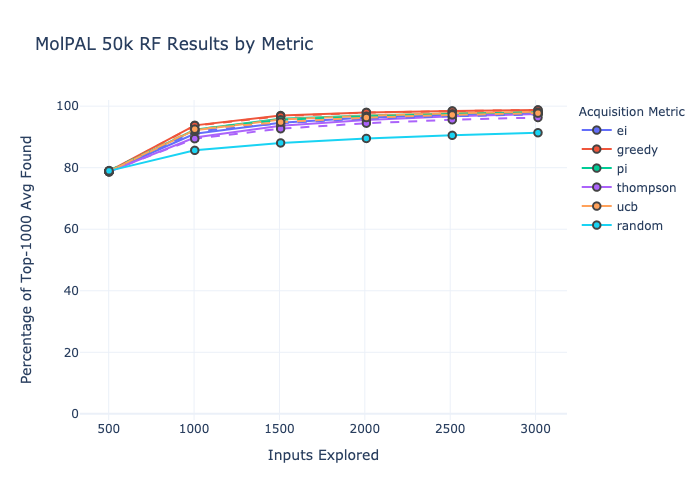 MolPAL 50k RF Results by Metric
Percentage of Top-1000 Avg Found
100
80
60
40
20
0
500
1000
1500
2000
2500
3000
Inputs Explored
Acquisition Metric
ei
greedy
pi
thompson
ucb
random